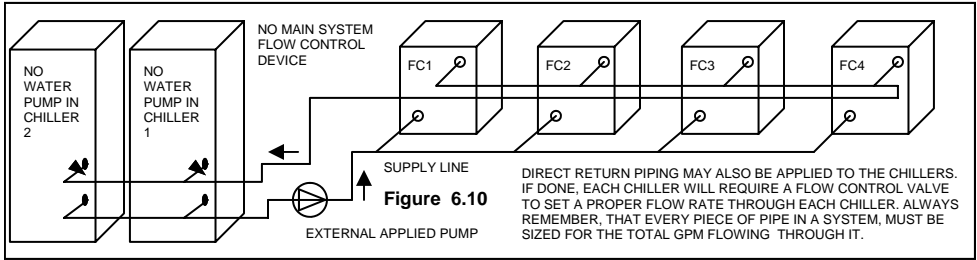 NO MAIN SYSTEM
FLOW CONTROL
DEVICE
NO
WATER
PUMP IN
CHILLER
2
NO
WATER
PUMP IN
CHILLER
1
FC1
FC2
FC3
FC4
SUPPLY LINE
Figure 6.10
EXTERNAL APPLIED PUMP
DIRECT RETURN PIPING MAY ALSO BE APPLIED TO THE CHILLERS.
IF DONE, EACH CHILLER WILL REQUIRE A FLOW CONTROL VALVE
TO SET A PROPER FLOW RATE THROUGH EACH CHILLER. ALWAYS
REMEMBER, THAT EVERY PIECE OF PIPE IN A SYSTEM, MUST BE
SIZED FOR THE TOTAL GPM FLOWING THROUGH IT.